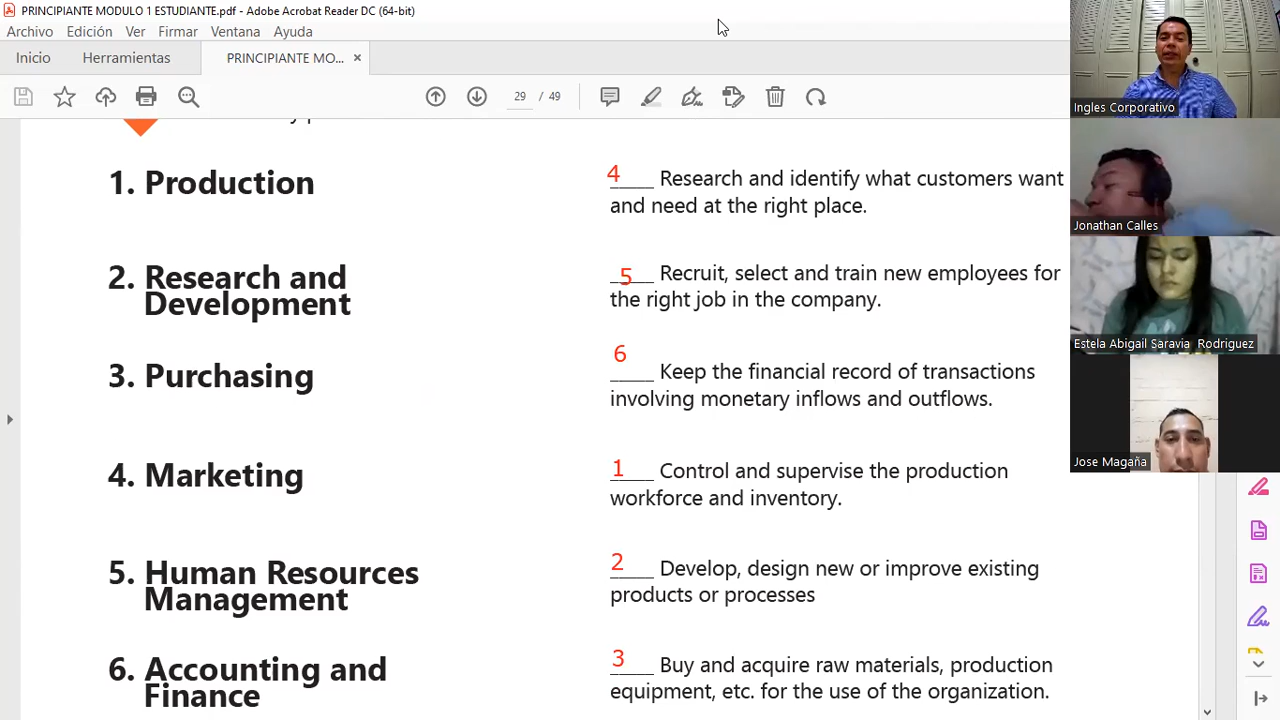 PRINCIPIANTE MODULO 1 ESTUDIANTE.pdf - Adobe Acrobat Reader DC (64-bit)
Archivo Edición Ver Firmar Ventana Ayuda
Inicio Herramientas PRINCIPIANTE MO... ×
29 / 49
1. Production
4 Research and identify what customers want
and need at the right place.
2. Research and
Development
5 Recruit, select and train new employees for
the right job in the company.
3. Purchasing
6 Keep the financial record of transactions
involving monetary inflows and outflows.
4. Marketing
1 Control and supervise the production
workforce and inventory.
5. Human Resources
Management
2 Develop, design new or improve existing
products or processes
6. Accounting and
Finance
3 Buy and acquire raw materials, production
equipment, etc. for the use of the organization.
Ingles Corporativo
Jonathan Calles
Estela Abigail Saravia Rodriguez
Jose Magaña